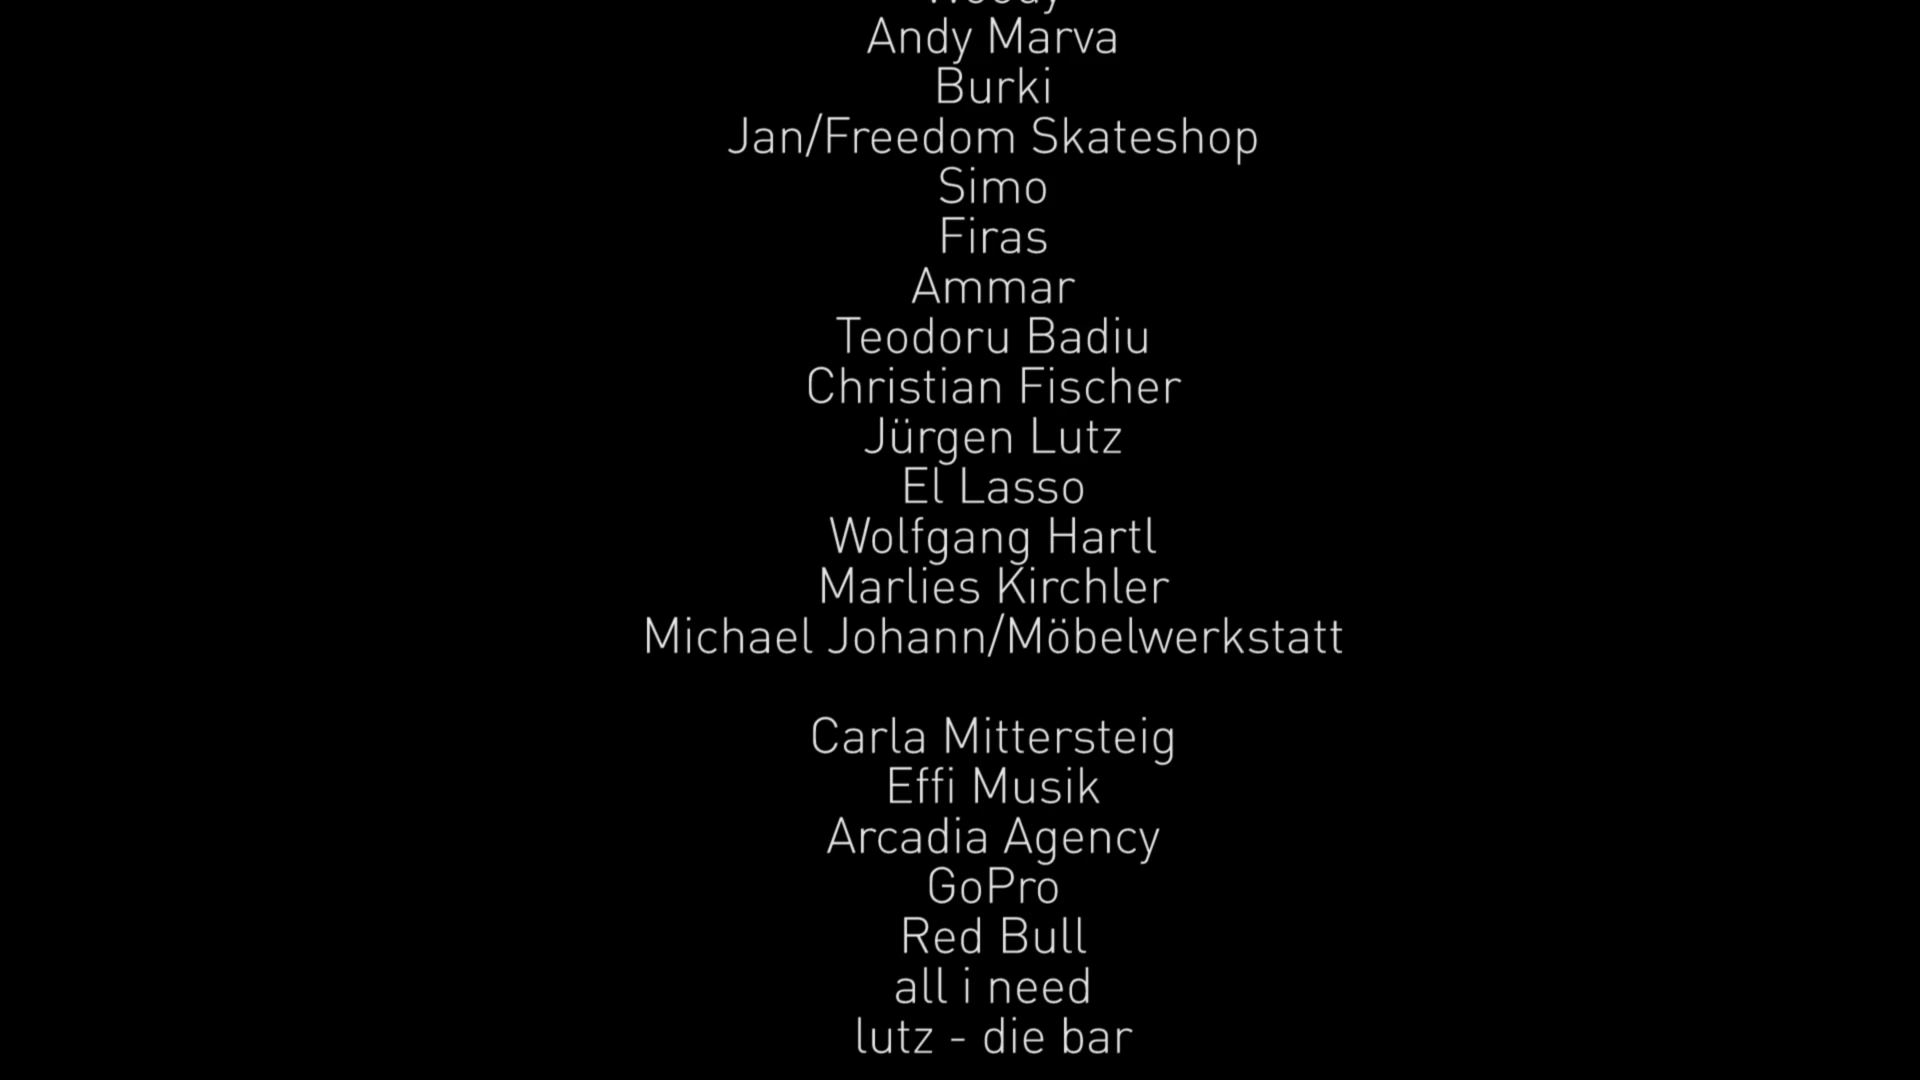 Andy Marva
Burki
Jan/Freedom Skateshop
Simo
Firas
Ammar
Teodoru Badiu
Christian Fischer
Jürgen Lutz
El Lasso
Wolfgang Hartl
Marlies Kirchler
Michael Johann/Möbelwerkstatt
Carla Mittersteig
Effi Musik
Arcadia Agency
GoPro
Red Bull
all i need
lutz - die bar